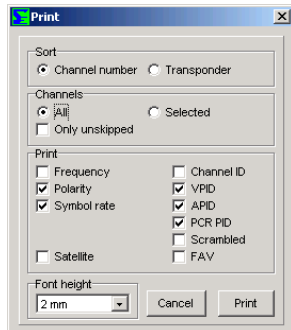 Print
Sort
Channel number Transponder
Channels
All Selected
Only unskipped
Print
Frequency Channel ID
Polarity VPID
Symbol rate APID
PCR PID
Scrambled
Satellite FAV
Font height
2 mm Cancel Print